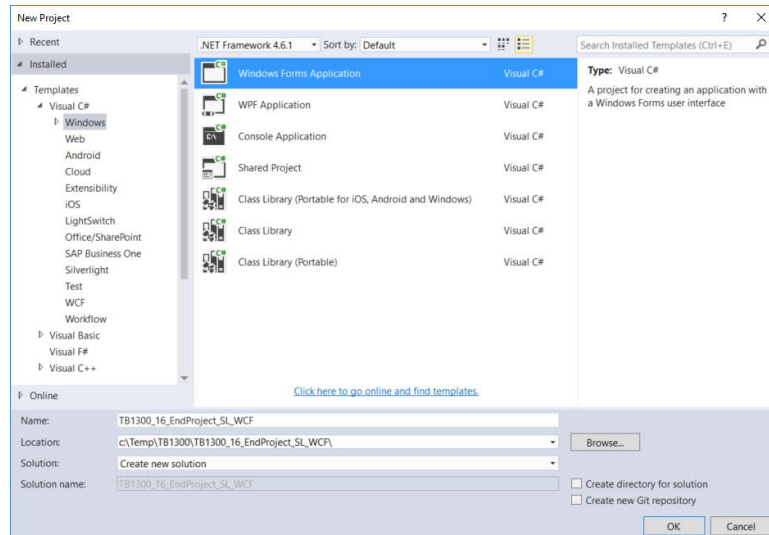 New Project
? X
Recent
.NET Framework 4.6.1 Sort by: Default
Search Installed Templates (Ctrl+E)
Installed
Templates
Visual C#
Windows
Web
Android
Cloud
Extensibility
iOS
LightSwitch
Office/SharePoint
SAP Business One
Silverlight
Test
WCF
Workflow
Visual Basic
Visual F#
Visual C++
Online
Windows Forms Application Visual C#
WPF Application Visual C#
Console Application Visual C#
Shared Project Visual C#
Class Library (Portable for iOS, Android and Windows) Visual C#
Class Library Visual C#
Class Library (Portable) Visual C#
Click here to go online and find templates.
Type: Visual C#
A project for creating an application with
a Windows Forms user interface
Name: TB1300_16_EndProject_SL_WCF
Location: c:\Temp\TB1300\TB1300_16_EndProject_SL_WCF\
Browse...
Solution: Create new solution
Solution name: TB1300_16_EndProject_SL_WCF
Create directory for solution
Create new Git repository
OK Cancel